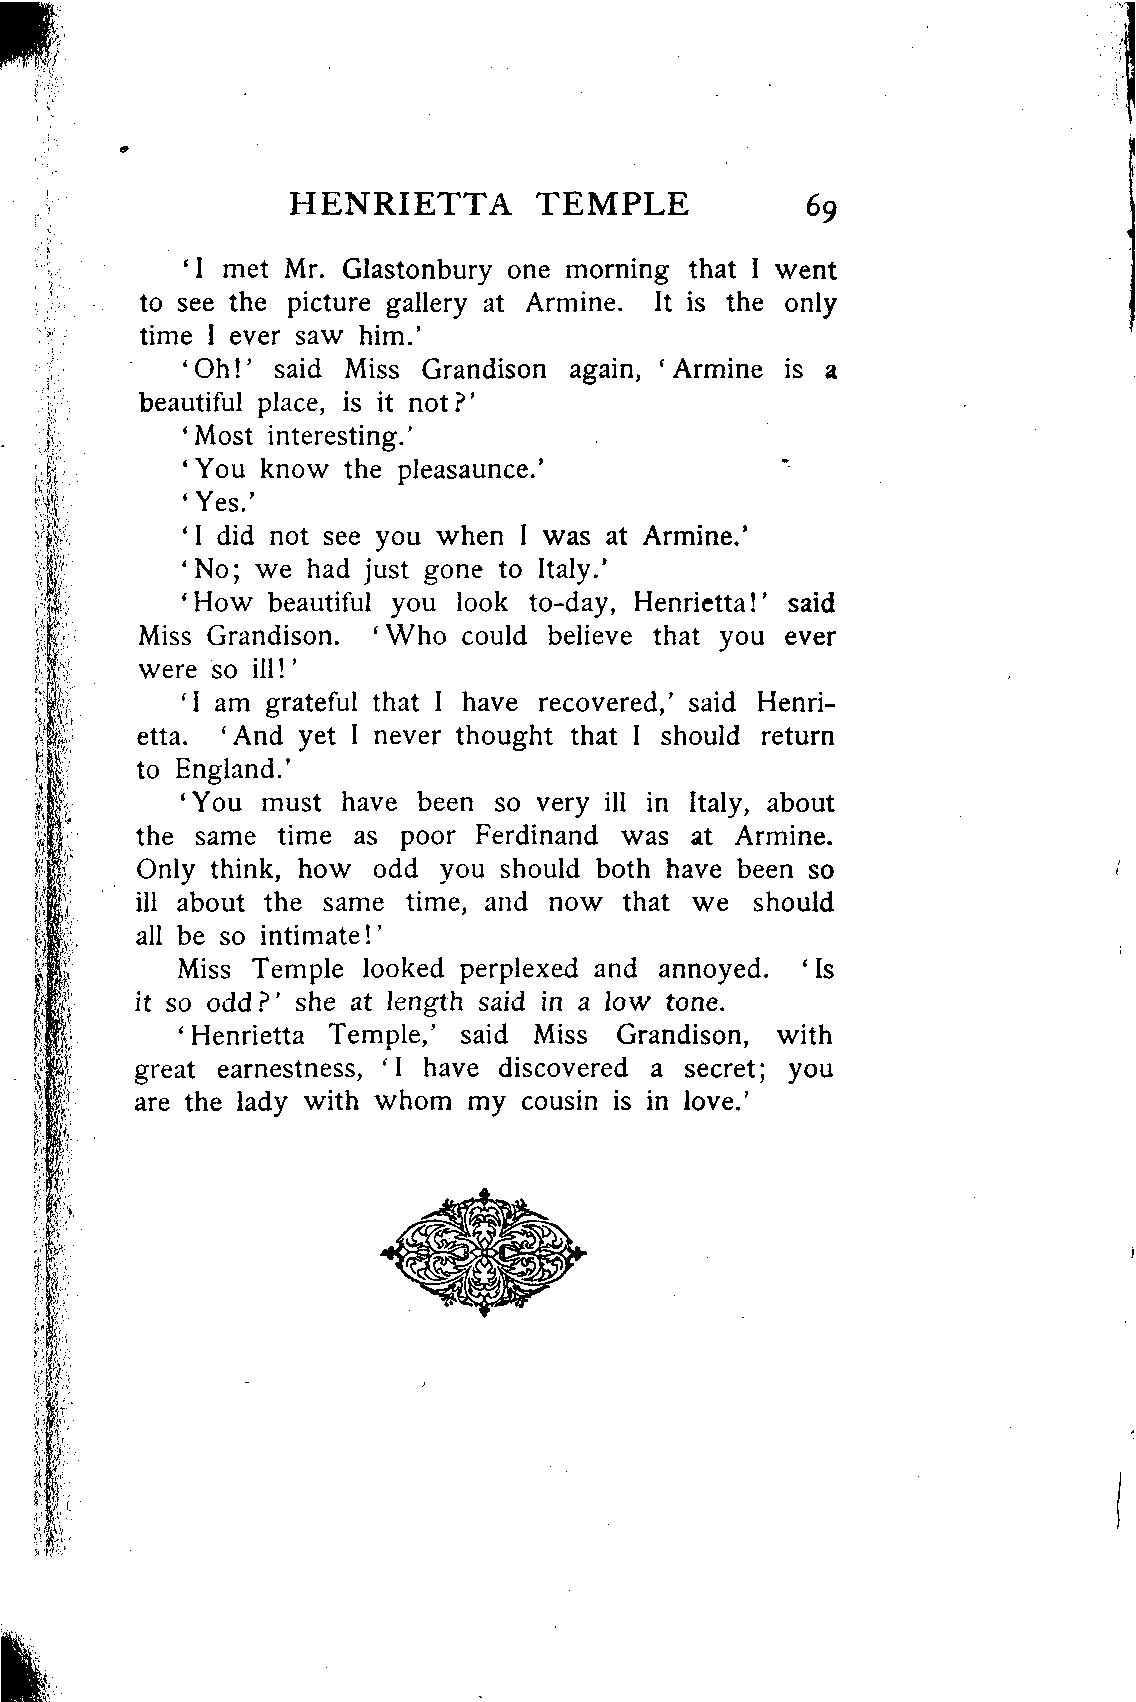 HENRIETTA TEMPLE 69
‘I met Mr. Glastonbury one morning that I went
to see the picture gallery at Armine. It is the only
time I ever saw him.’
‘Oh!’ said Miss Grandison again, ‘Armine is a
beautiful place, is it not?’
‘Most interesting.’
‘You know the pleasaunce.’
‘Yes.’
‘I did not see you when I was at Armine.’
‘No; we had just gone to Italy.’
‘How beautiful you look to-day, Henrietta!’ said
Miss Grandison. ‘Who could believe that you ever
were so ill!’
‘I am grateful that I have recovered,’ said Henri-
etta. ‘And yet I never thought that I should return
to England.’
‘You must have been so very ill in Italy, about
the same time as poor Ferdinand was at Armine.
Only think, how odd you should both have been so
ill about the same time, and now that we should
all be so intimate!’
Miss Temple looked perplexed and annoyed. ‘Is
it so odd?’ she at length said in a low tone.
‘Henrietta Temple,’ said Miss Grandison, with
great earnestness, ‘I have discovered a secret; you
are the lady with whom my cousin is in love.’